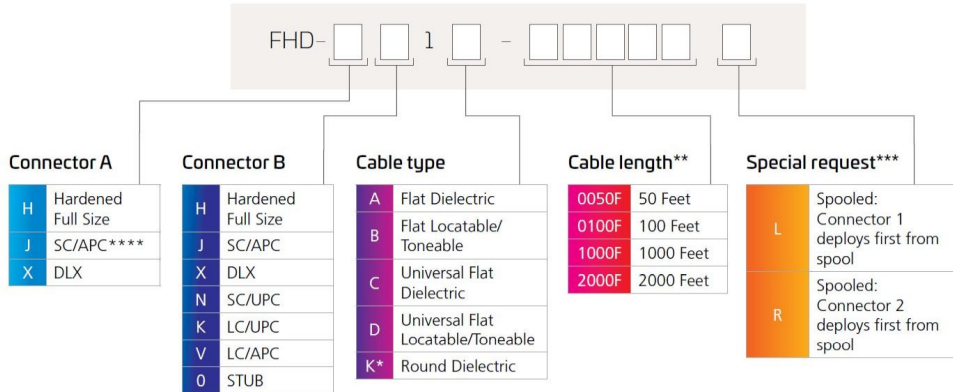 FHD- 1 -
Connector A
H Hardened
Full Size
J SC/APC****
X DLX
Connector B
H Hardened
Full Size
J SC/APC
X DLX
N SC/UPC
K LC/UPC
V LC/APC
0 STUB
Cable type
A Flat Dielectric
B Flat Locatable/
Toneable
C Universal Flat
Dielectric
D Universal Flat
Locatable/Toneable
K* Round Dielectric
Cable length**
0050F 50 Feet
0100F 100 Feet
1000F 1000 Feet
2000F 2000 Feet
Special request***
L Spooled:
Connector 1
deploys first from
spool
R Spooled:
Connector 2
deploys first from
spool